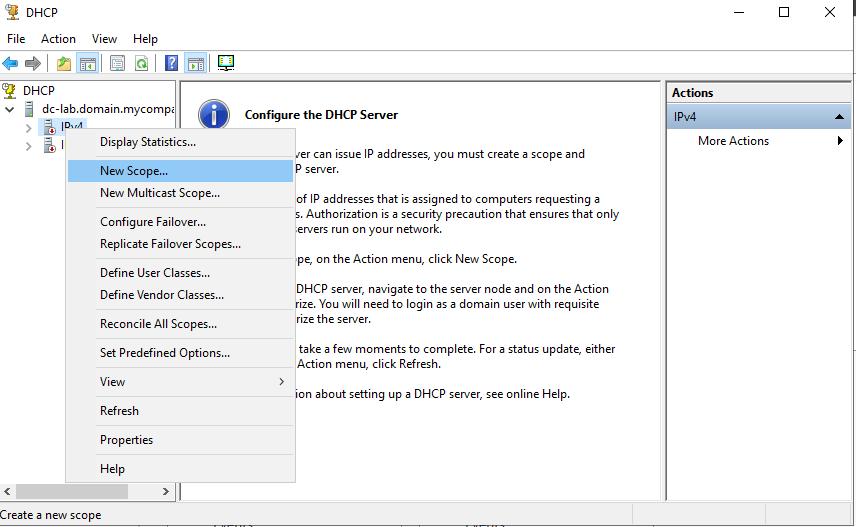 DHCP
File Action View Help
DHCP
dc-lab.domain.mycompa
IPv4
Display Statistics...
New Scope...
New Multicast Scope...
Configure Failover...
Replicate Failover Scopes...
Define User Classes...
Define Vendor Classes...
Reconcile All Scopes...
Set Predefined Options...
View
Refresh
Properties
Help
Configure the DHCP Server
ver can issue IP addresses, you must create a scope and
P server.
of IP addresses that is assigned to computers requesting a
s. Authorization is a security precaution that ensures that only
servers run on your network.
ope, on the Action menu, click New Scope.
DHCP server, navigate to the server node and on the Action
orize. You will need to login as a domain user with requisite
orize the server.
take a few moments to complete. For a status update, either
Action menu, click Refresh.
ion about setting up a DHCP server, see online Help.
Actions
IPv4
More Actions
Create a new scope